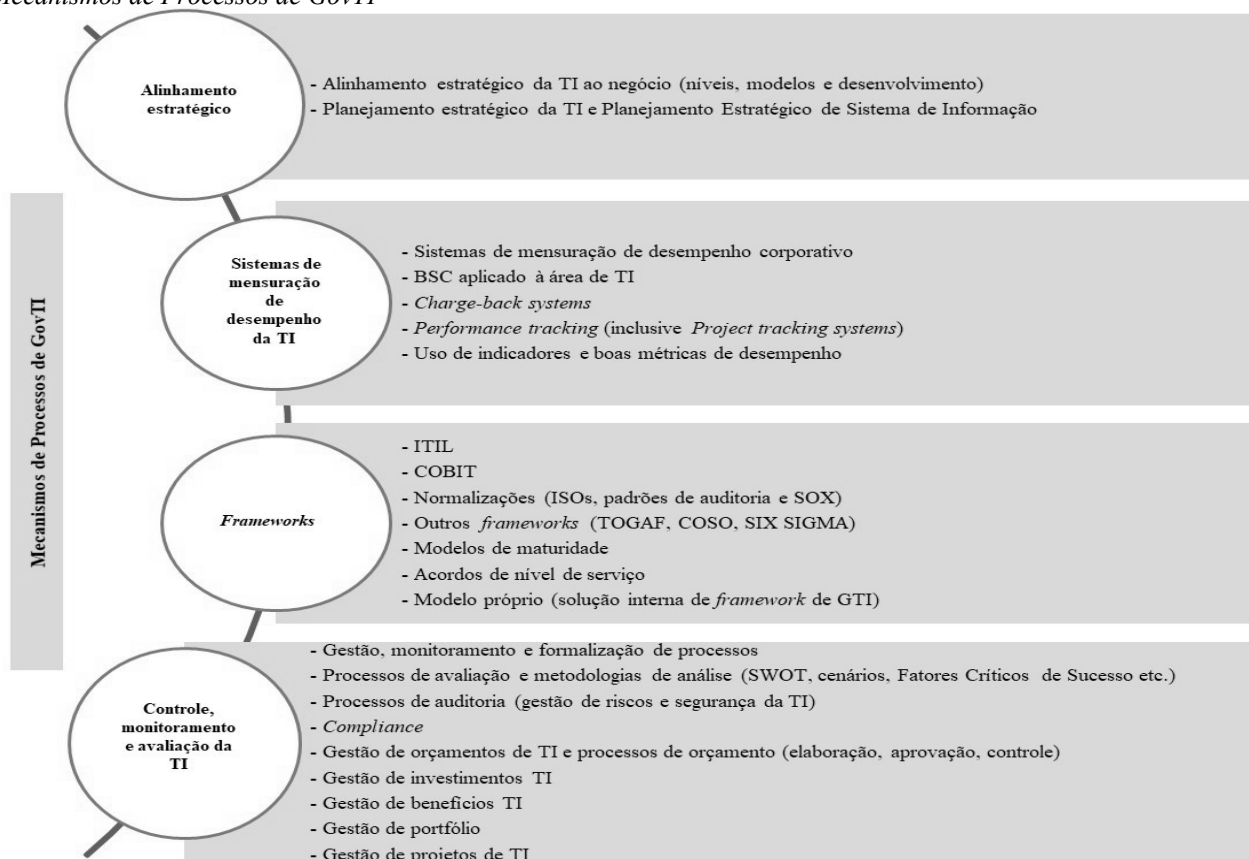 Mecanismos de Processos de GovTI
Alinhamento
estratégico
- Alinhamento estratégico da TI ao negócio (níveis, modelos e desenvolvimento)
- Planejamento estratégico da TI e Planejamento Estratégico de Sistema de Informação
Mecanismos de Processos de GovTI
Sistemas de
mensuração
de
desempenho
da TI
- Sistemas de mensuração de desempenho corporativo
- BSC aplicado à área de TI
- Charge-back systems
- Performance tracking (inclusive Project tracking systems)
- Uso de indicadores e boas métricas de desempenho
Frameworks
- ITIL
- COBIT
- Normalizações (ISOs, padrões de auditoria e SOX)
- Outros frameworks (TOGAF, COSO, SIX SIGMA)
- Modelos de maturidade
- Acordos de nível de serviço
- Modelo próprio (solução interna de framework de GTI)
Controle,
monitoramento
e avaliação da
TI
- Gestão, monitoramento e formalização de processos
- Processos de avaliação e metodologias de análise (SWOT, cenários, Fatores Críticos de Sucesso etc.)
- Processos de auditoria (gestão de riscos e segurança da TI)
- Compliance
- Gestão de orçamentos de TI e processos de orçamento (elaboração, aprovação, controle)
- Gestão de investimentos TI
- Gestão de benefícios TI
- Gestão de portfólio
- Gestão de projetos de TI